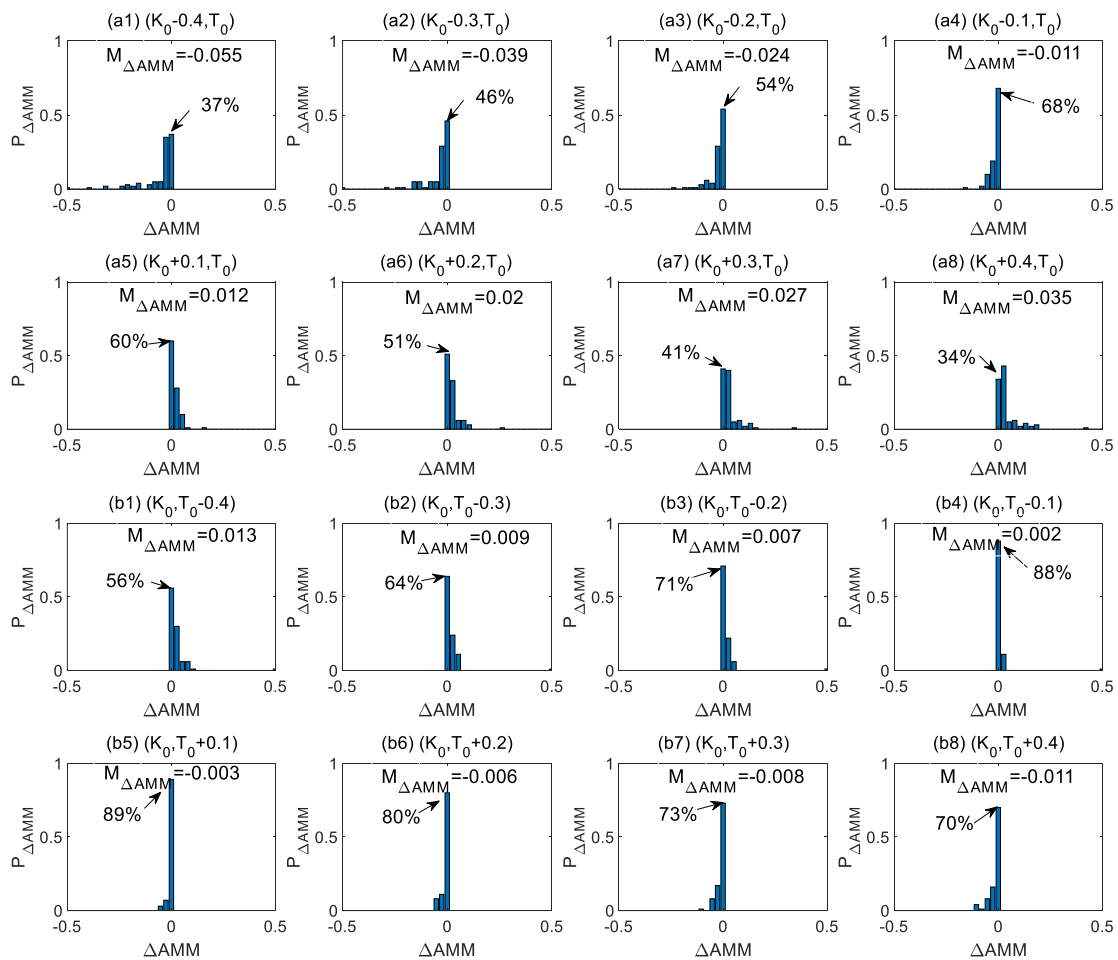 (a1) (K0-0.4,T0)
MΔAMM=-0.055
37%
PΔAMM
1
0.5
0
-0.5
0
0.5
ΔAMM
(a2) (K0-0.3,T0)
MΔAMM=-0.039
46%
PΔAMM
1
0.5
0
-0.5
0
0.5
ΔAMM
(a3) (K0-0.2,T0)
MΔAMM=-0.024
54%
PΔAMM
1
0.5
0
-0.5
0
0.5
ΔAMM
(a4) (K0-0.1,T0)
MΔAMM=-0.011
68%
PΔAMM
1
0.5
0
-0.5
0
0.5
ΔAMM
(a5) (K0+0.1,T0)
MΔAMM=0.012
60%
PΔAMM
1
0.5
0
-0.5
0
0.5
ΔAMM
(a6) (K0+0.2,T0)
MΔAMM=0.02
51%
PΔAMM
1
0.5
0
-0.5
0
0.5
ΔAMM
(a7) (K0+0.3,T0)
MΔAMM=0.027
41%
PΔAMM
1
0.5
0
-0.5
0
0.5
ΔAMM
(a8) (K0+0.4,T0)
MΔAMM=0.035
34%
PΔAMM
1
0.5
0
-0.5
0
0.5
ΔAMM
(b1) (K0,T0-0.4)
MΔAMM=0.013
56%
PΔAMM
1
0.5
0
-0.5
0
0.5
ΔAMM
(b2) (K0,T0-0.3)
MΔAMM=0.009
64%
PΔAMM
1
0.5
0
-0.5
0
0.5
ΔAMM
(b3) (K0,T0-0.2)
MΔAMM=0.007
71%
PΔAMM
1
0.5
0
-0.5
0
0.5
ΔAMM
(b4) (K0,T0-0.1)
MΔAMM=0.002
88%
PΔAMM
1
0.5
0
-0.5
0
0.5
ΔAMM
(b5) (K0,T0+0.1)
MΔAMM=-0.003
89%
PΔAMM
1
0.5
0
-0.5
0
0.5
ΔAMM
(b6) (K0,T0+0.2)
MΔAMM=-0.006
80%
PΔAMM
1
0.5
0
-0.5
0
0.5
ΔAMM
(b7) (K0,T0+0.3)
MΔAMM=-0.008
73%
PΔAMM
1
0.5
0
-0.5
0
0.5
ΔAMM
(b8) (K0,T0+0.4)
MΔAMM=-0.011
70%
PΔAMM
1
0.5
0
-0.5
0
0.5
ΔAMM